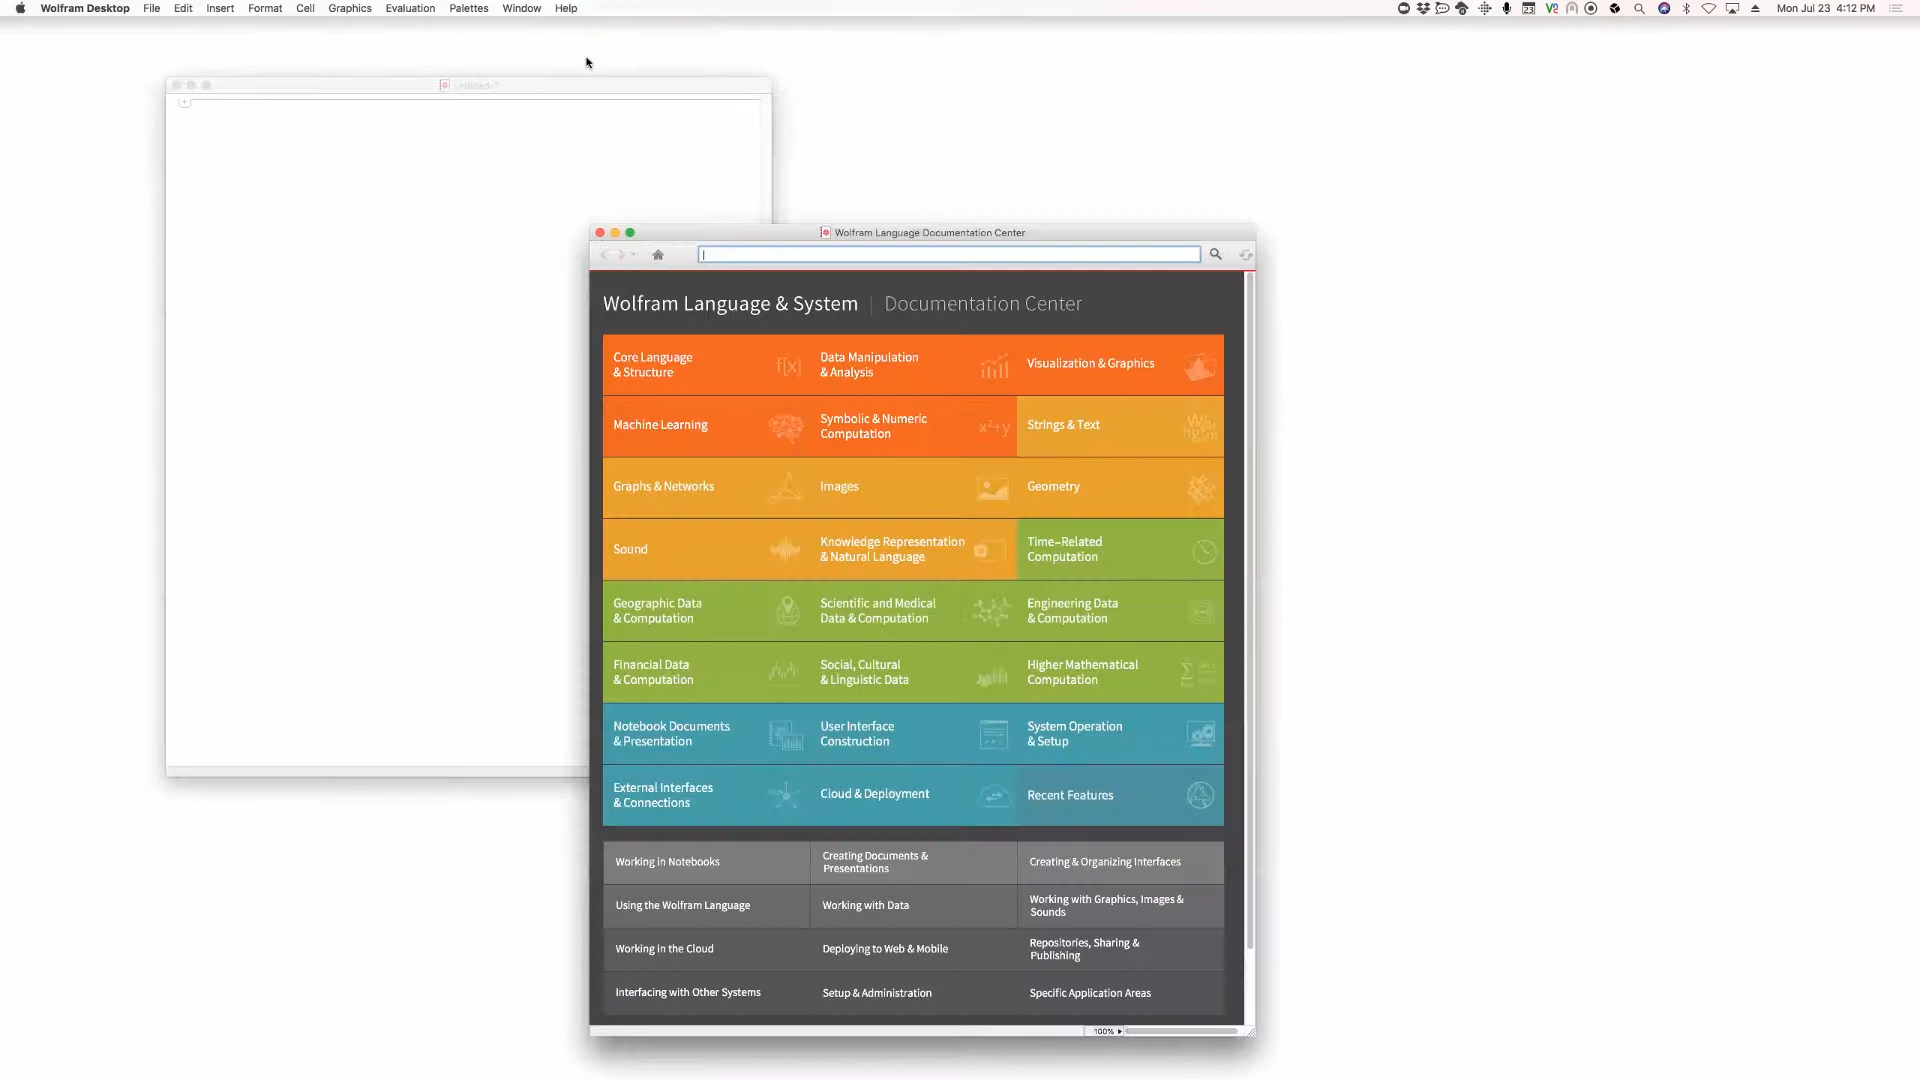 Wolfram Desktop File Edit Insert Format Cell Graphics Evaluation Palettes Window Help
23 Mon Jul 23 4:12 PM
Wolfram Language Documentation Center
Wolfram Language & System | Documentation Center
Core Language
& Structure
f(x)
Data Manipulation
& Analysis
Visualization & Graphics
Machine Learning
Symbolic & Numeric
Computation
x²+y
Strings & Text
Graphs & Networks
Images
Geometry
Sound
Knowledge Representation
& Natural Language
Time-Related
Computation
Geographic Data
& Computation
Scientific and Medical
Data & Computation
Engineering Data
& Computation
Financial Data
& Computation
Social, Cultural
& Linguistic Data
Higher Mathematical
Computation
Notebook Documents
& Presentation
User Interface
Construction
System Operation
& Setup
External Interfaces
& Connections
Cloud & Deployment
Recent Features
Working in Notebooks
Creating Documents &
Presentations
Creating & Organizing Interfaces
Using the Wolfram Language
Working with Data
Working with Graphics, Images &
Sounds
Working in the Cloud
Deploying to Web & Mobile
Repositories, Sharing &
Publishing
Interfacing with Other Systems
Setup & Administration
Specific Application Areas
100%